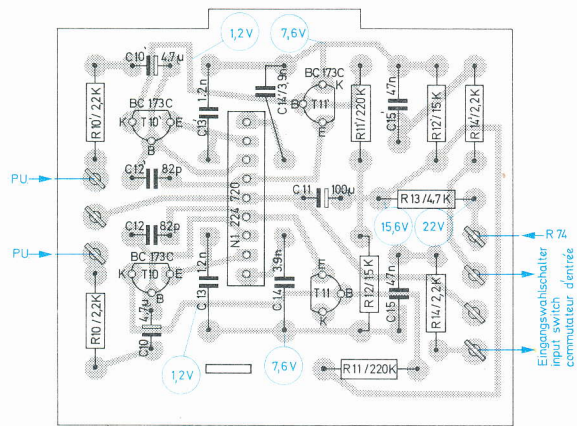 1,2V
7,6V
C10'
4,7µ
R10'/2,2K
BC 173C
K
T10'
E
B
C12'
82p
C13'
1,2n
C14'/3,9n
BC 173C
K
B
T11'
E
R11'/220K
C15'
47n
R12'/15K
R14'/2,2K
PU
C12
82p
PU
N1 224 720
C11
100µ
R13/4,7K
15,6V
22V
R 74
BC 173C
K
T10
E
B
4,7µ
C10
R10/2,2K
C13
1,2n
C14
3,9n
E
T11
B
K
R12/15K
C15
47n
R14/2,2K
Eingangswahlschalter
input switch
commutateur d'entrée
1,2V
7,6V
R11/220K